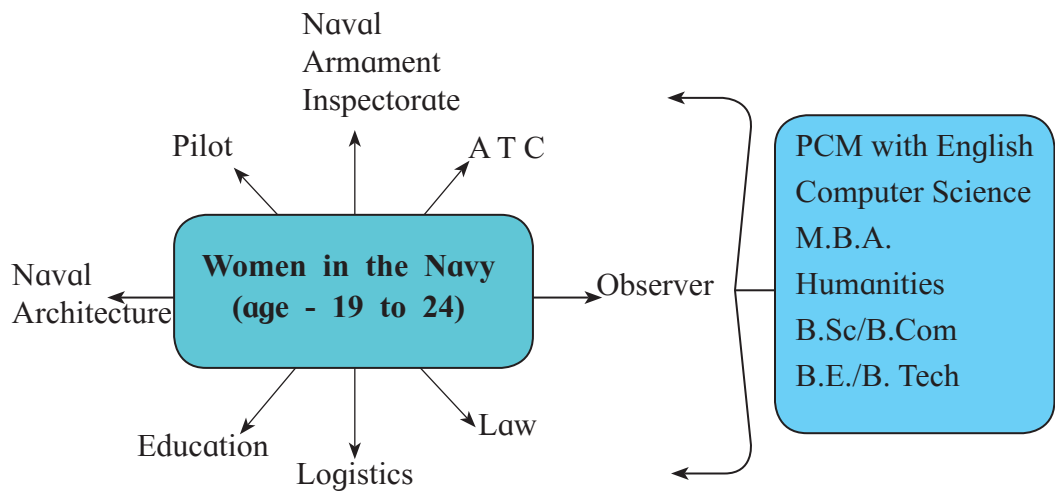 Naval
Armament
Inspectorate
Pilot
A T C
Women in the Navy
(age - 19 to 24)
Naval
Architecture
Observer
Education
Logistics
Law
PCM with English
Computer Science
M.B.A.
Humanities
B.Sc/B.Com
B.E./B. Tech